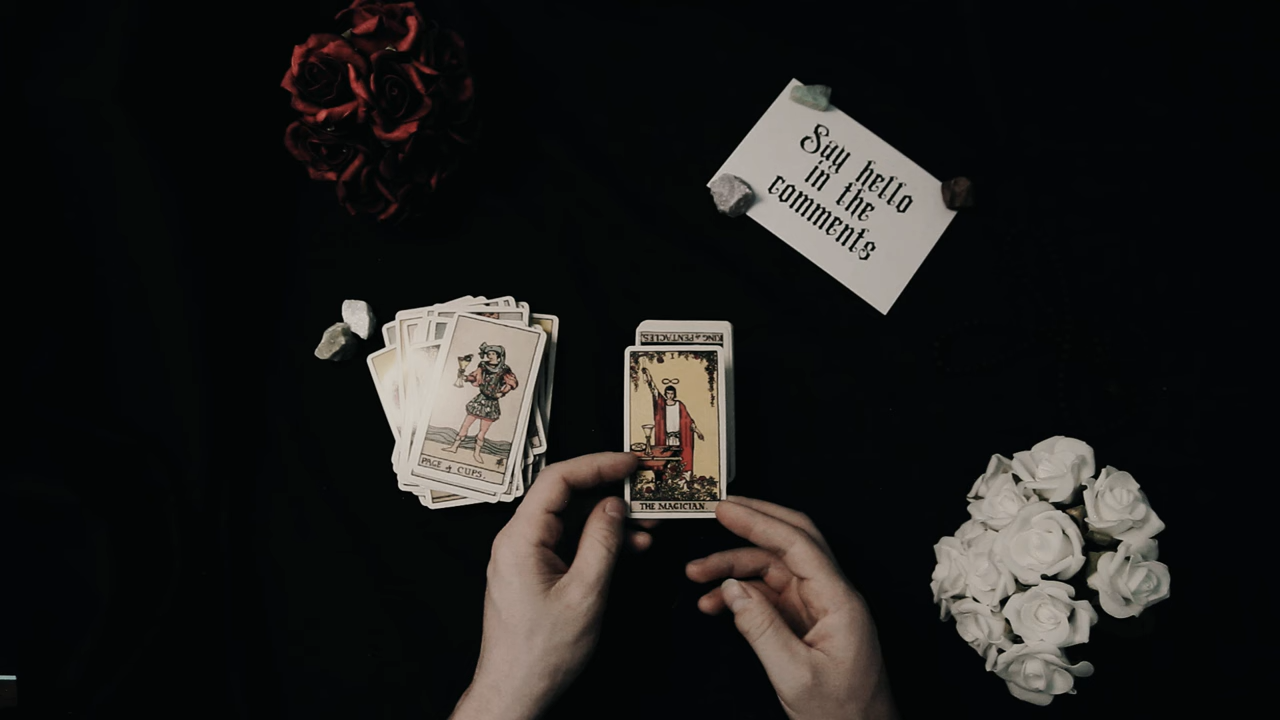 Say hello
in the
comments
KING of PENTACLES.
I
THE MAGICIAN.
PAGE of CUPS.